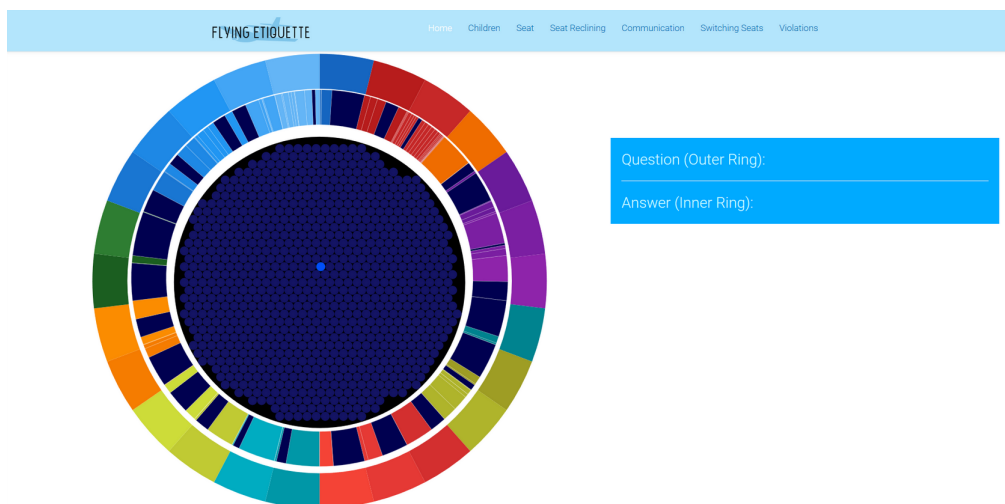 FLYING ETIQUETTE
Home Children Seat Seat Reclining Communication Switching Seats Violations
Question (Outer Ring):
Answer (Inner Ring):